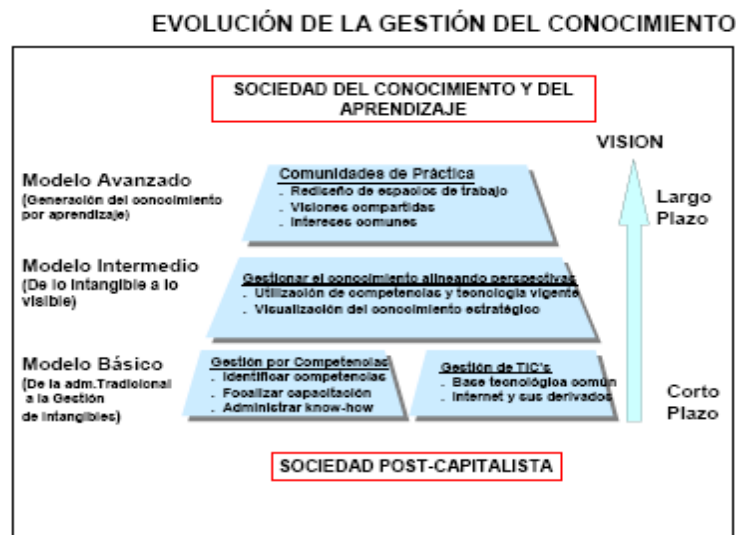 EVOLUCIÓN DE LA GESTIÓN DEL CONOCIMIENTO
SOCIEDAD DEL CONOCIMIENTO Y DEL
APRENDIZAJE
VISION
Modelo Avanzado
(Generación del conocimiento
por aprendizaje)
Comunidades de Práctica
. Rediseño de espacios de trabajo
. Visiones compartidas
. Intereses comunes
Largo
Plazo
Modelo Intermedio
(De lo Intangible a lo
visible)
Gestionar el conocimiento alineando perspectivas
. Utilización de competencias y tecnología vigente
. Visualización del conocimiento estratégico
Modelo Básico
(De la adm.Tradicional
a la Gestión
de Intangibles)
Gestión por Competencias
. Identificar competencias
. Focalizar capacitación
. Administrar know-how
Gestión de TIC's
. Base tecnológica común
. Internet y sus derivados
Corto
Plazo
SOCIEDAD POST-CAPITALISTA